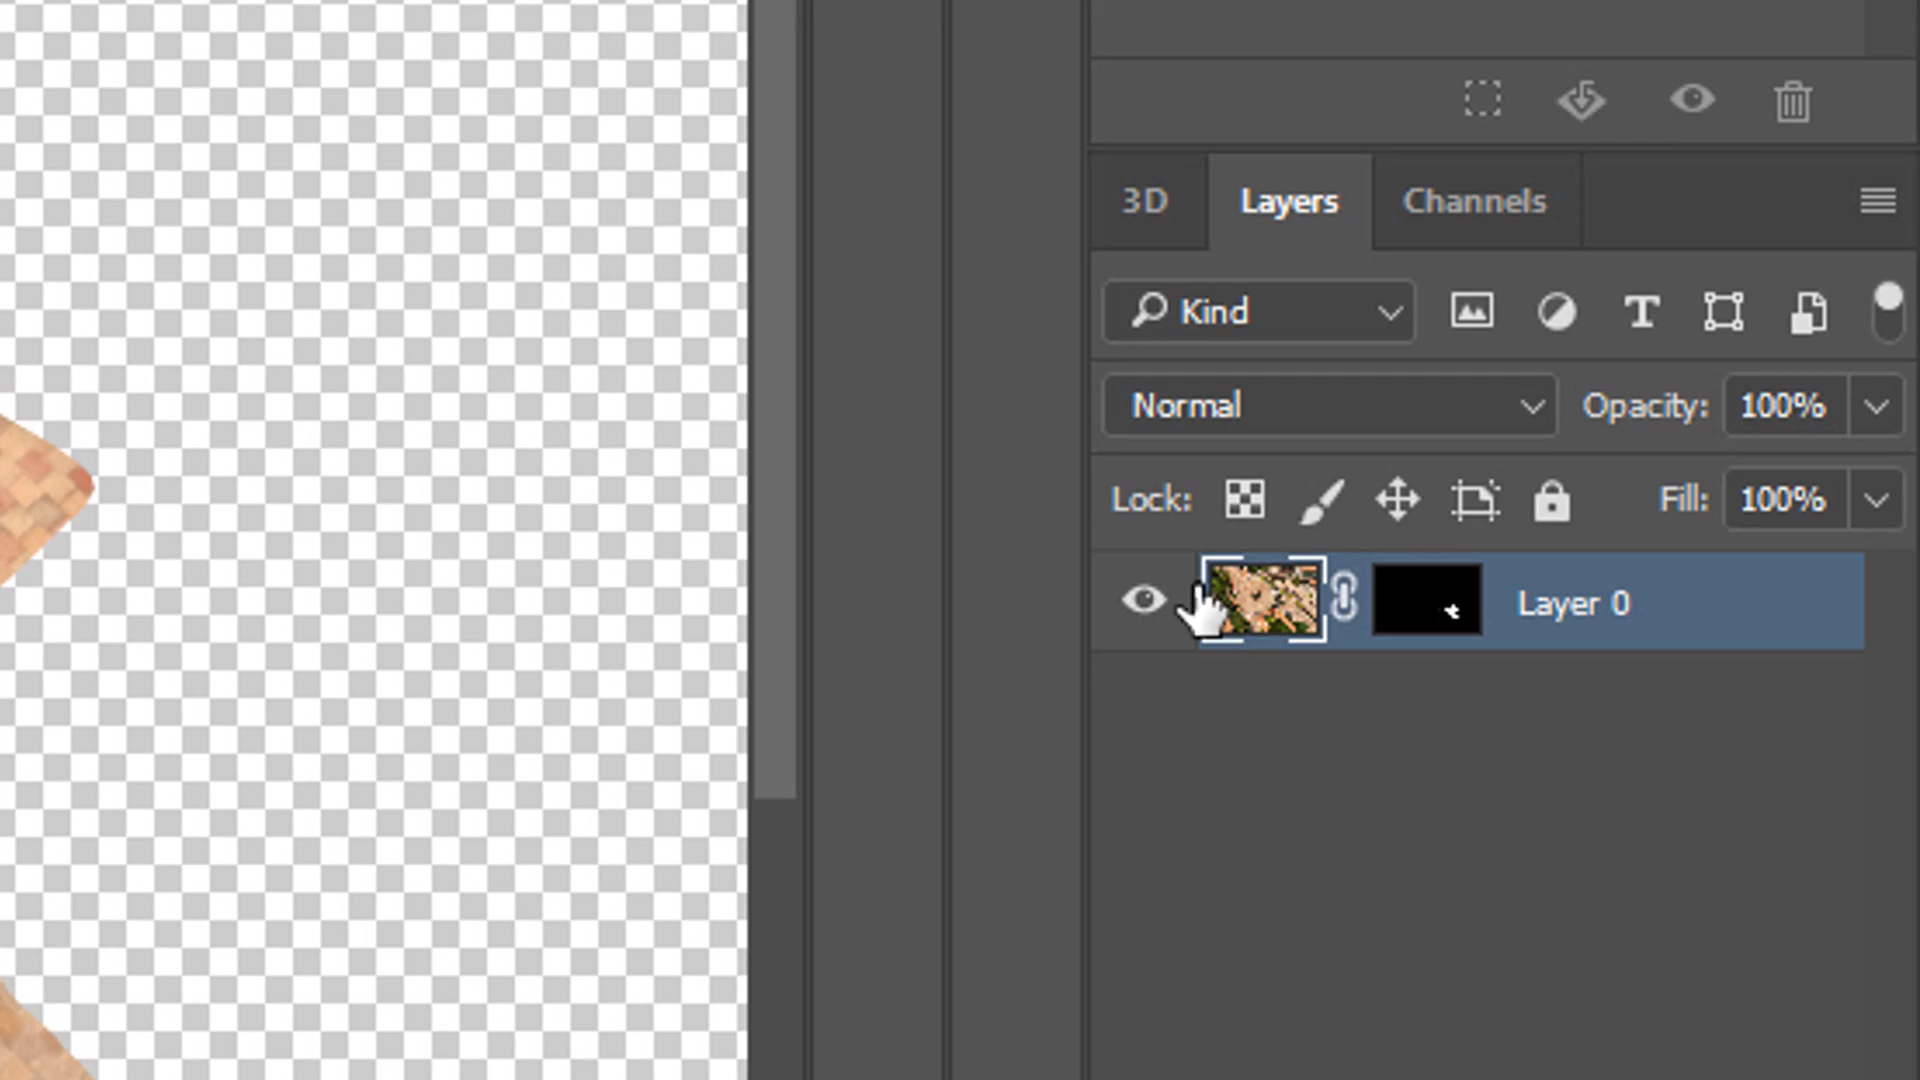 3D Layers Channels
Kind
Normal Opacity: 100%
Lock: Fill: 100%
Layer 0